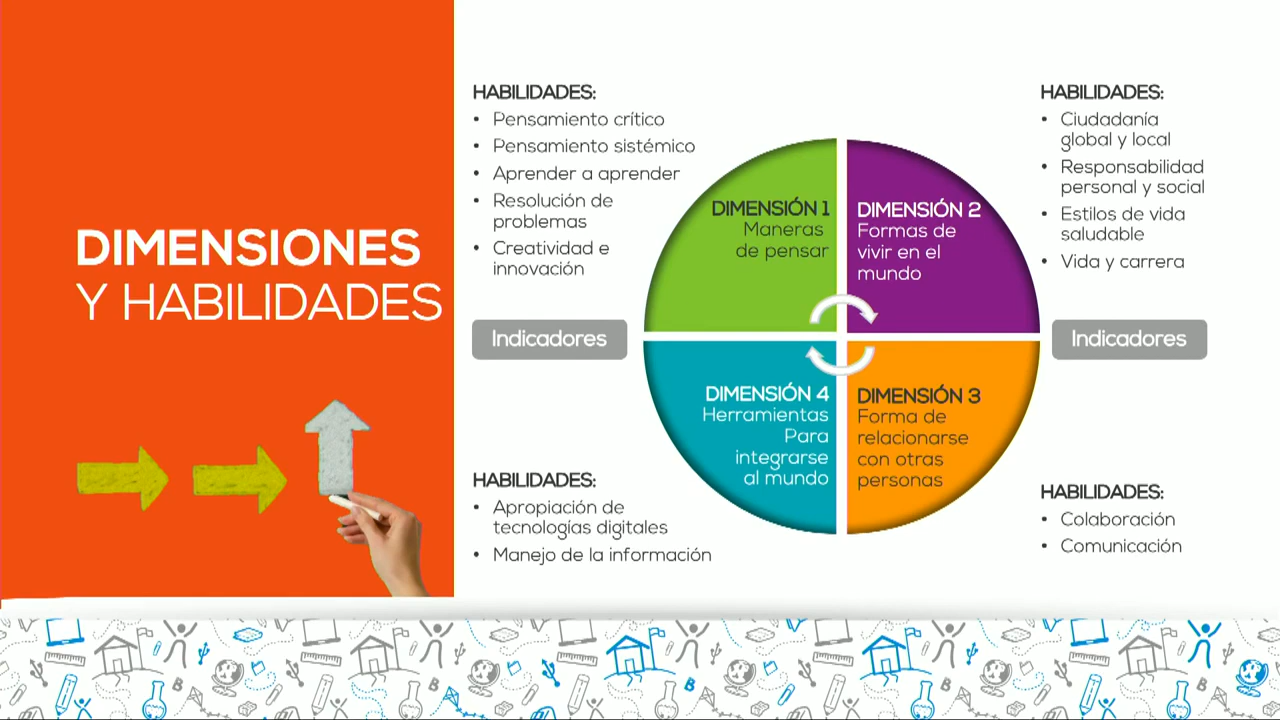 DIMENSIONES
Y HABILIDADES
HABILIDADES:
• Pensamiento crítico
• Pensamiento sistémico
• Aprender a aprender
• Resolución de
problemas
• Creatividad e
innovación
Indicadores
HABILIDADES:
• Apropiación de
tecnologías digitales
• Manejo de la información
DIMENSIÓN 1
Maneras
de pensar
DIMENSIÓN 2
Formas de
vivir en el
mundo
DIMENSIÓN 4
Herramientas
Para
integrarse
al mundo
DIMENSIÓN 3
Forma de
relacionarse
con otras
personas
HABILIDADES:
• Ciudadanía
global y local
• Responsabilidad
personal y social
• Estilos de vida
saludable
• Vida y carrera
Indicadores
HABILIDADES:
• Colaboración
• Comunicación